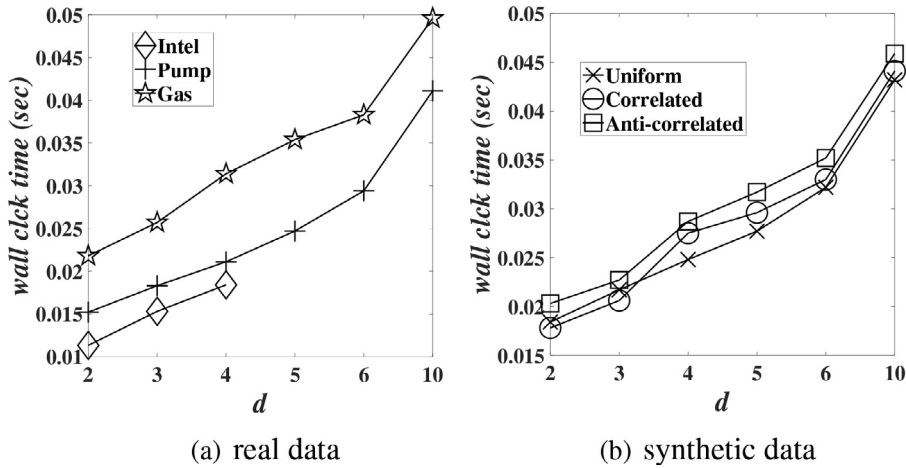 0.05
0.045
0.04
0.035
0.03
0.025
0.02
0.015
0.01
wall clck time (sec)
Intel
Pump
Gas
2 3 4 5 6 10
d
(a) real data
0.05
0.045
0.04
0.035
0.03
0.025
0.02
0.015
wall clck time (sec)
Uniform
Correlated
Anti-correlated
2 3 4 5 6 10
d
(b) synthetic data